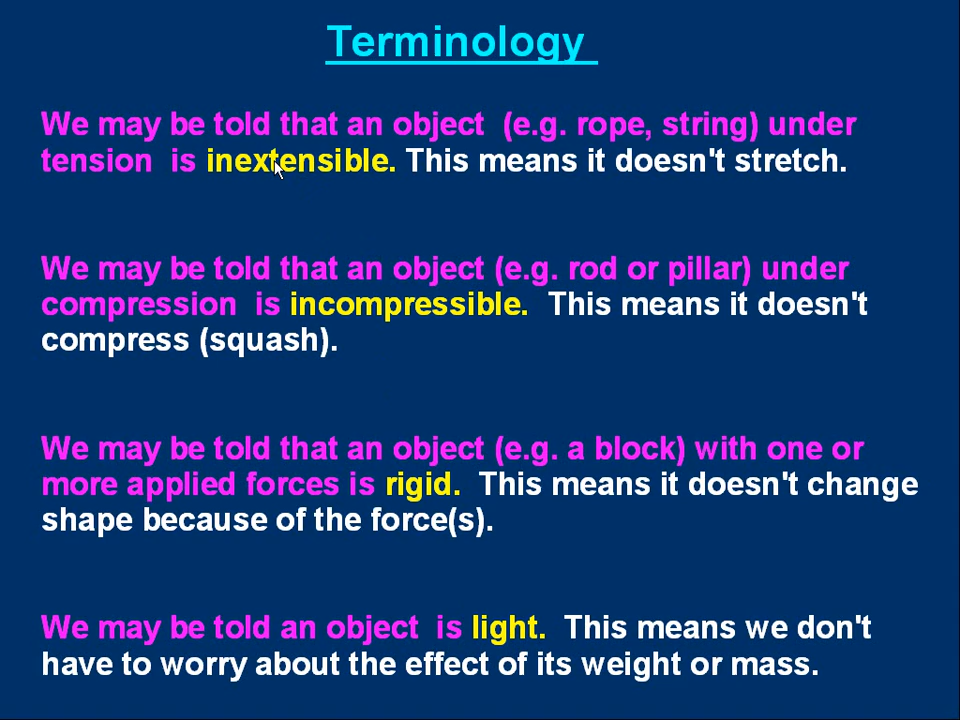 Terminology
We may be told that an object (e.g. rope, string) under
tension is inextensible. This means it doesn't stretch.
We may be told that an object (e.g. rod or pillar) under
compression is incompressible. This means it doesn't
compress (squash).
We may be told that an object (e.g. a block) with one or
more applied forces is rigid. This means it doesn't change
shape because of the force(s).
We may be told an object is light. This means we don't
have to worry about the effect of its weight or mass.